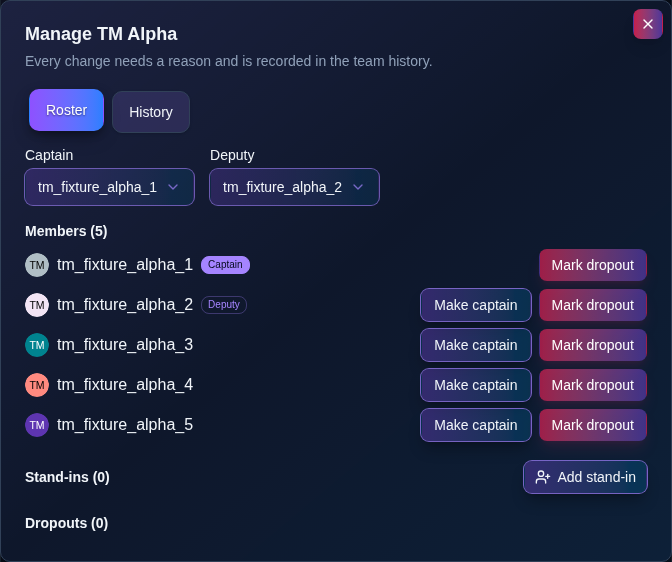 Manage TM Alpha
Every change needs a reason and is recorded in the team history.
Roster History
Captain Deputy
tm_fixture_alpha_1 tm_fixture_alpha_2
Members (5)
TM tm_fixture_alpha_1 Captain Mark dropout
TM tm_fixture_alpha_2 Deputy Make captain Mark dropout
TM tm_fixture_alpha_3 Make captain Mark dropout
TM tm_fixture_alpha_4 Make captain Mark dropout
TM tm_fixture_alpha_5 Make captain Mark dropout
Stand-ins (0) Add stand-in
Dropouts (0)